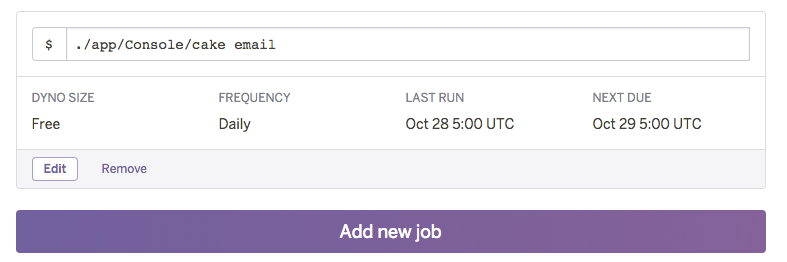 $ ./app/Console/cake email
DYNO SIZE FREQUENCY LAST RUN NEXT DUE
Free Daily Oct 28 5:00 UTC Oct 29 5:00 UTC
Edit Remove
Add new job